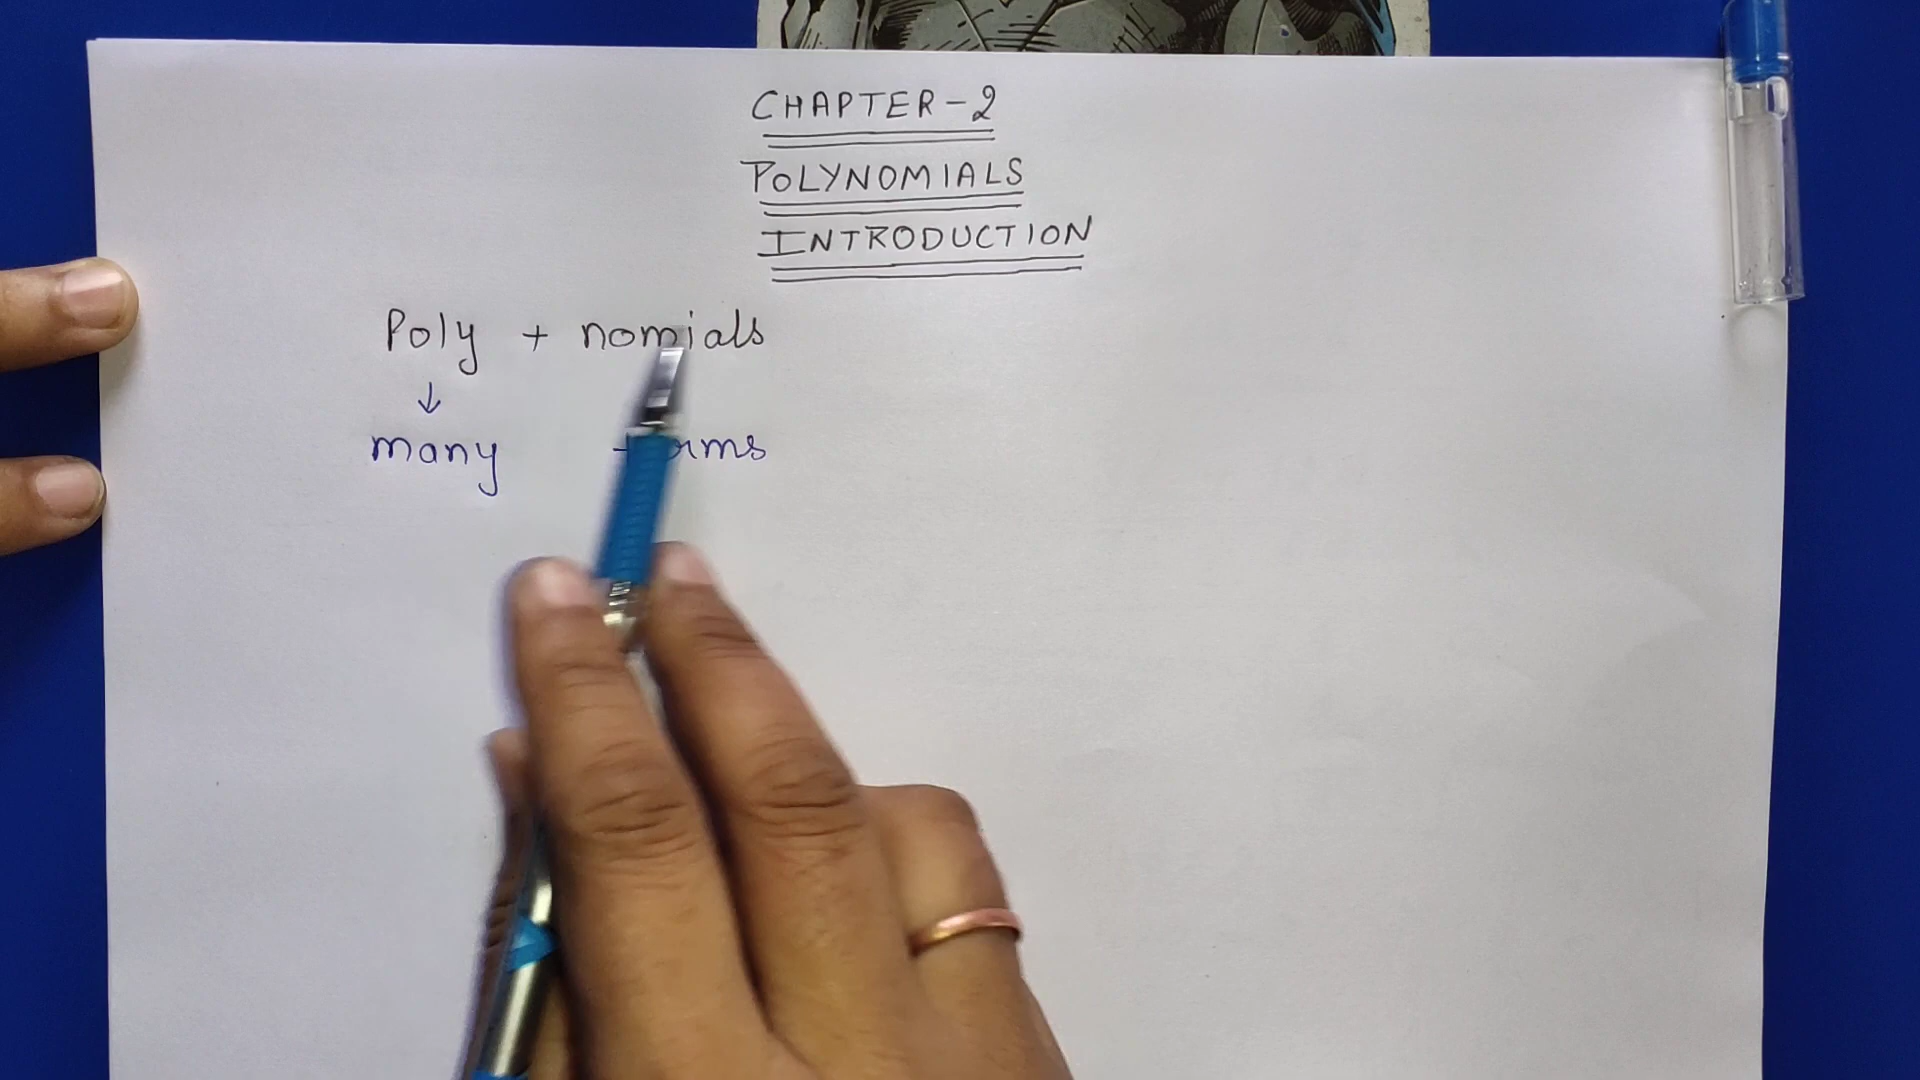 CHAPTER-2
POLYNOMIALS
INTRODUCTION
Poly + nomials
↓
many